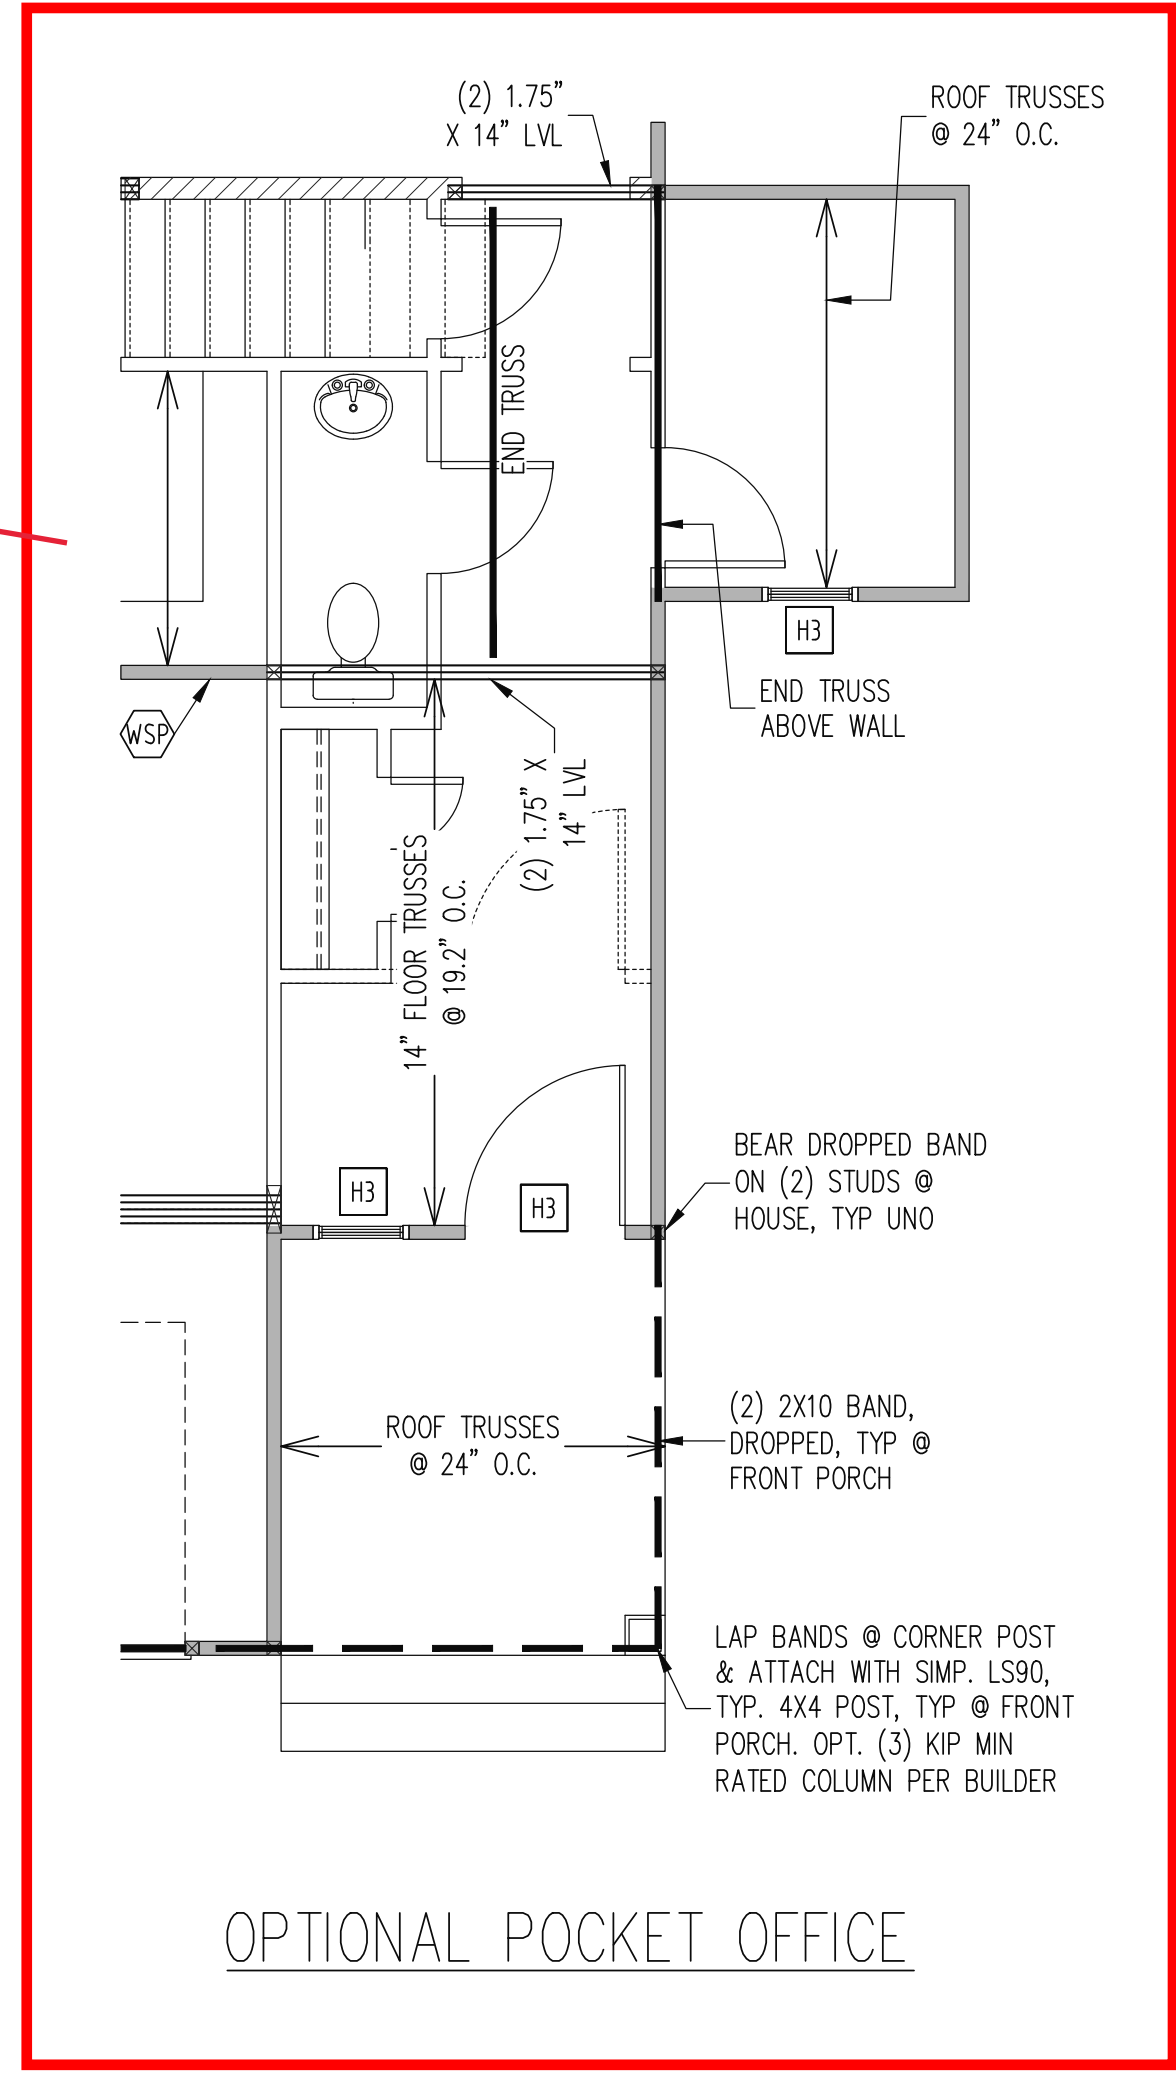 (2) 1.75”
X 14” LVL
ROOF TRUSSES
@ 24” O.C.
END TRUSS
H3
END TRUSS
ABOVE WALL
WSP
(2) 1.75” X
14” LVL
14” FLOOR TRUSSES
@ 19.2” O.C.
BEAR DROPPED BAND
ON (2) STUDS @
HOUSE, TYP UNO
H3
H3
(2) 2X10 BAND,
DROPPED, TYP @
FRONT PORCH
ROOF TRUSSES
@ 24” O.C.
LAP BANDS @ CORNER POST
& ATTACH WITH SIMP. LS90,
TYP. 4X4 POST, TYP @ FRONT
PORCH. OPT. (3) KIP MIN
RATED COLUMN PER BUILDER
OPTIONAL POCKET OFFICE